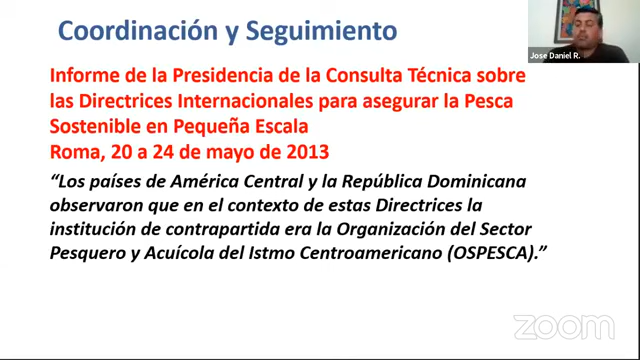 Coordinación y Seguimiento
Jose Daniel R.
Informe de la Presidencia de la Consulta Técnica sobre
las Directrices Internacionales para asegurar la Pesca
Sostenible en Pequeña Escala
Roma, 20 a 24 de mayo de 2013
“Los países de América Central y la República Dominicana
observaron que en el contexto de estas Directrices la
institución de contrapartida era la Organización del Sector
Pesquero y Acuícola del Istmo Centroamericano (OSPESCA).”
zoom